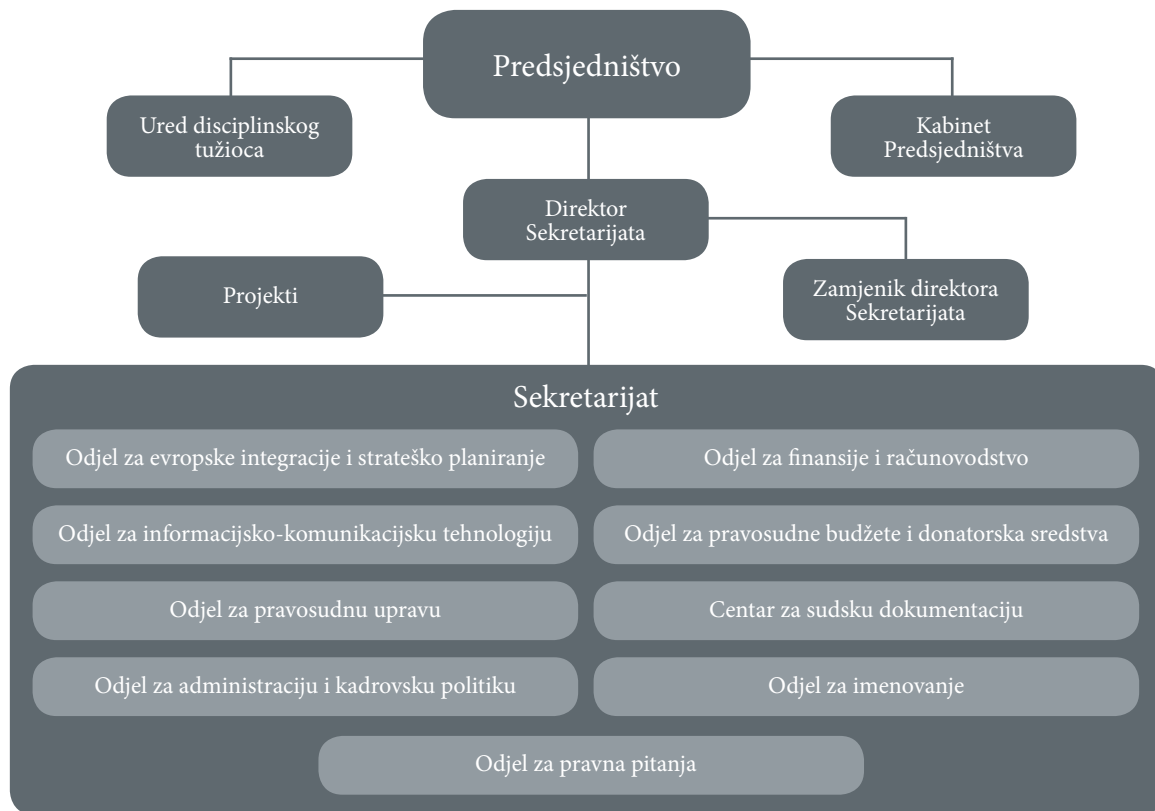 Predsjedništvo
Ured disciplinskog
tužioca
Kabinet
Predsjedništva
Direktor
Sekretarijata
Projekti
Zamjenik direktora
Sekretarijata
Sekretarijat
Odjel za evropske integracije i strateško planiranje
Odjel za finansije i računovodstvo
Odjel za informacijsko-komunikacijsku tehnologiju
Odjel za pravosudne budžete i donatorska sredstva
Odjel za pravosudnu upravu
Centar za sudsku dokumentaciju
Odjel za administraciju i kadrovsku politiku
Odjel za imenovanje
Odjel za pravna pitanja